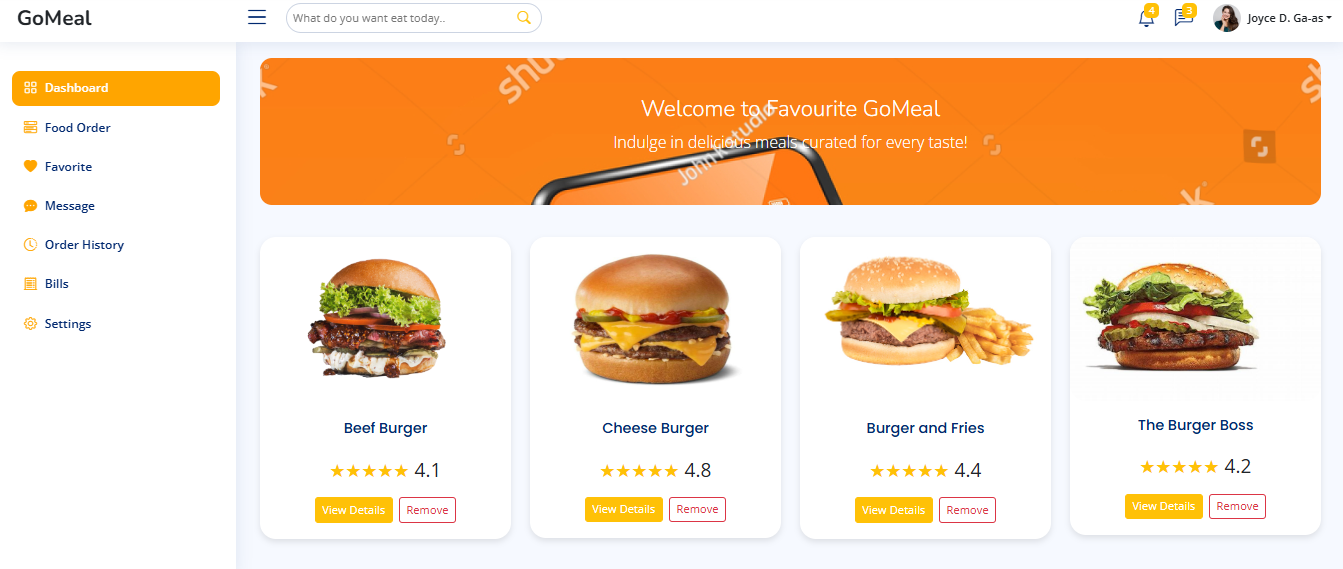 GoMeal
What do you want eat today..
4
3
Joyce D. Ga-as
Dashboard
Food Order
Favorite
Message
Order History
Bills
Settings
shu
Welcome to Favourite GoMeal
Indulge in delicious meals curated for every taste!
John Kstudio
Beef Burger
4.1
View Details Remove
Cheese Burger
4.8
View Details Remove
Burger and Fries
4.4
View Details Remove
The Burger Boss
4.2
View Details Remove